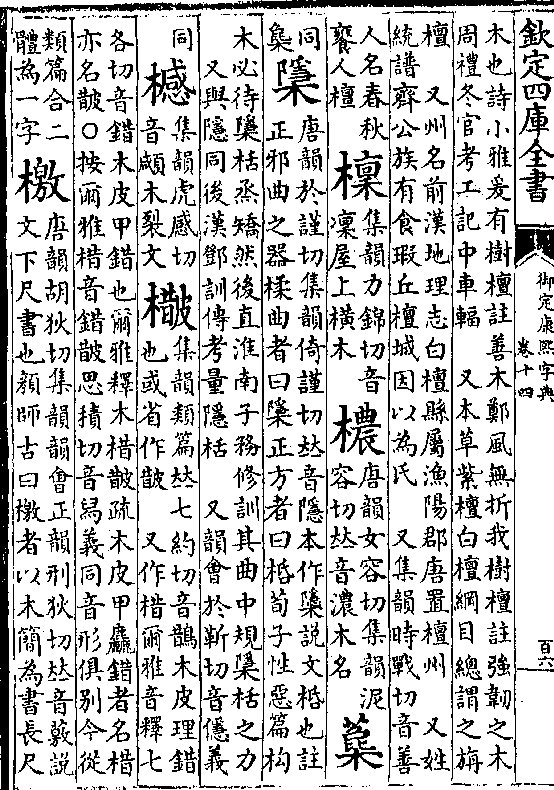 欽定四庫全書
御定康熙字典
卷十四
百六
木也詩小雅爰有樹檀註善木鄭風無折我樹檀註強韌之木
周禮冬官考工記中車輻 又本草紫檀白檀綱目總謂之旃
檀 又州名前漢地理志白檀縣屬漁陽郡唐置檀州 又姓
統譜齊公族有食瑕丘檀城因以為氏 又集韻時戰切音善
人名春秋
襄人檀
檁
集韻力錦切音
凜屋上橫木
檂
唐韻女容切集韻泥
容切𠀤音濃木名
同
櫽
唐韻於謹切集韻倚謹切𠀤音隱本作櫽說文栝也註
正邪曲之器揉曲者曰櫽正方者曰栝荀子性惡篇枸
木必待櫽栝烝矯然後直淮南子務修訓其曲中規櫽栝之力
又與隱同後漢鄧訓傳考量隱栝 又韻會於靳切音㒚義
同
集韻虎感切
音顑木裂文
集韻類篇𠀤七約切音鵲木皮理錯
也或省作皵 又作棤爾雅音釋七
各切音錯木皮甲錯也爾雅釋木棤皵疏木皮甲麤錯者名棤
亦名皵○按爾雅棤音錯皵思積切音舄義同音形俱別今從
類篇合二
體為一字
檄
唐韻胡狄切集韻韻會正韻刑狄切𠀤音薂說
文下尺書也顏師古曰檄者以木簡為書長尺